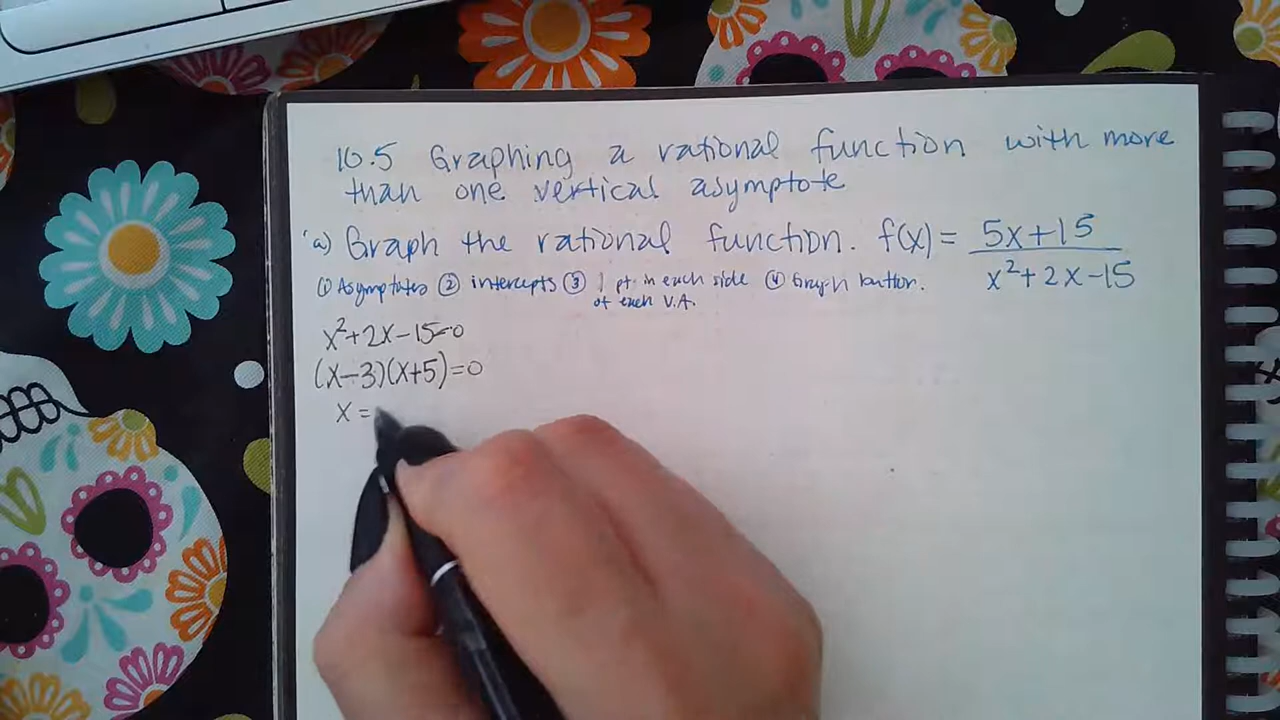 10.5 Graphing a rational function with more
than one vertical asymptote
(a) Graph the rational function. f(x) = 5x+15
x²+2x-15
① Asymptotes ② intercepts ③ 1 pt. in each side ④ Graph button.
of each V.A.
x²+2x-15=0
(x-3)(x+5)=0
x =